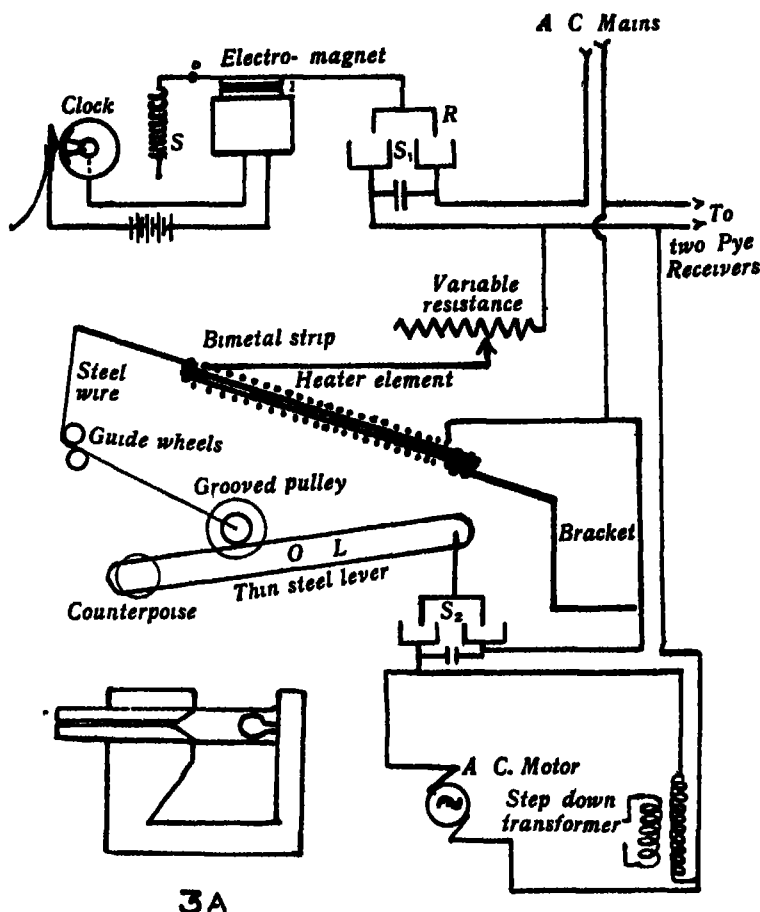 A C Mains
Electro- magnet
Clock
S
R
S₁
To
two Pye
Receivers
Variable
resistance
Bimetal strip
Heater element
Steel
wire
Guide wheels
Grooved pulley
O L
Thin steel lever
Counterpoise
Bracket
S₂
A C. Motor
Step down
transformer
3A